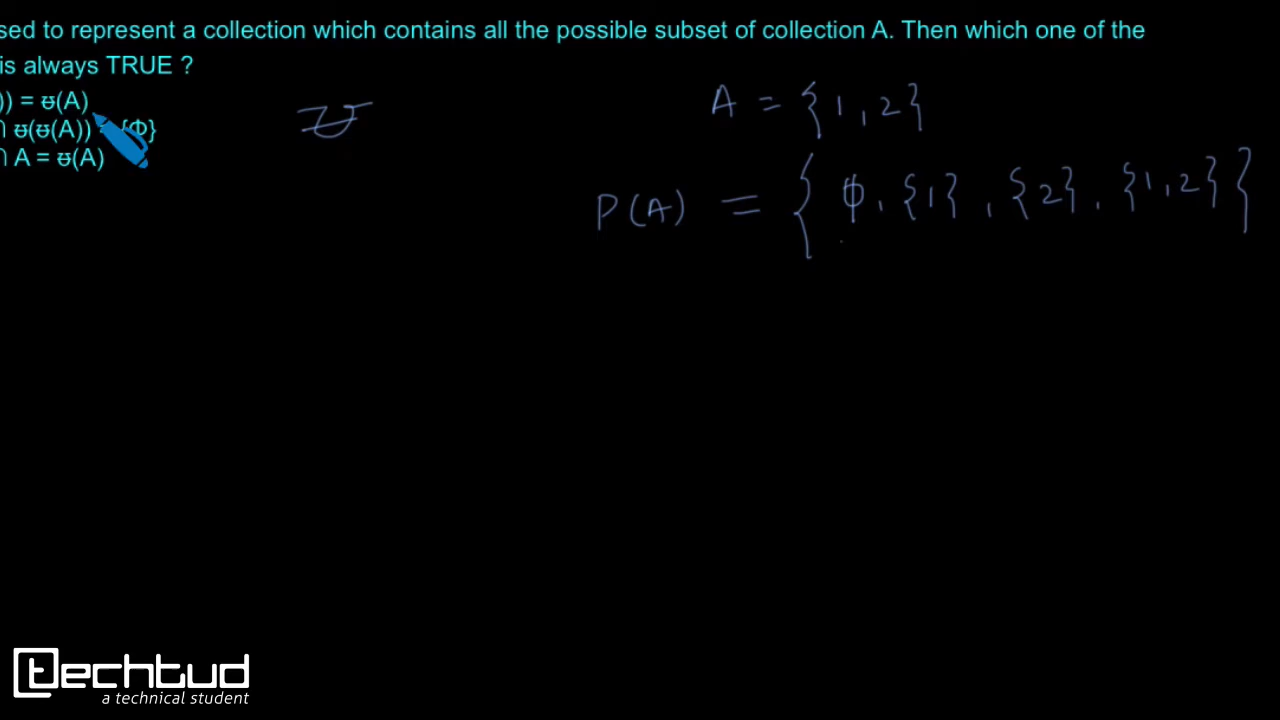 sed to represent a collection which contains all the possible subset of collection A. Then which one of the
is always TRUE ?
)) = ʊ̶(A)
∩ ʊ̶(ʊ̶(A)) {Φ}
∩ A = ʊ̶(A)
ʊ̶
A = {1, 2}
P(A) = { ϕ, {1}, {2}, {1,2} }
techtud
a technical student